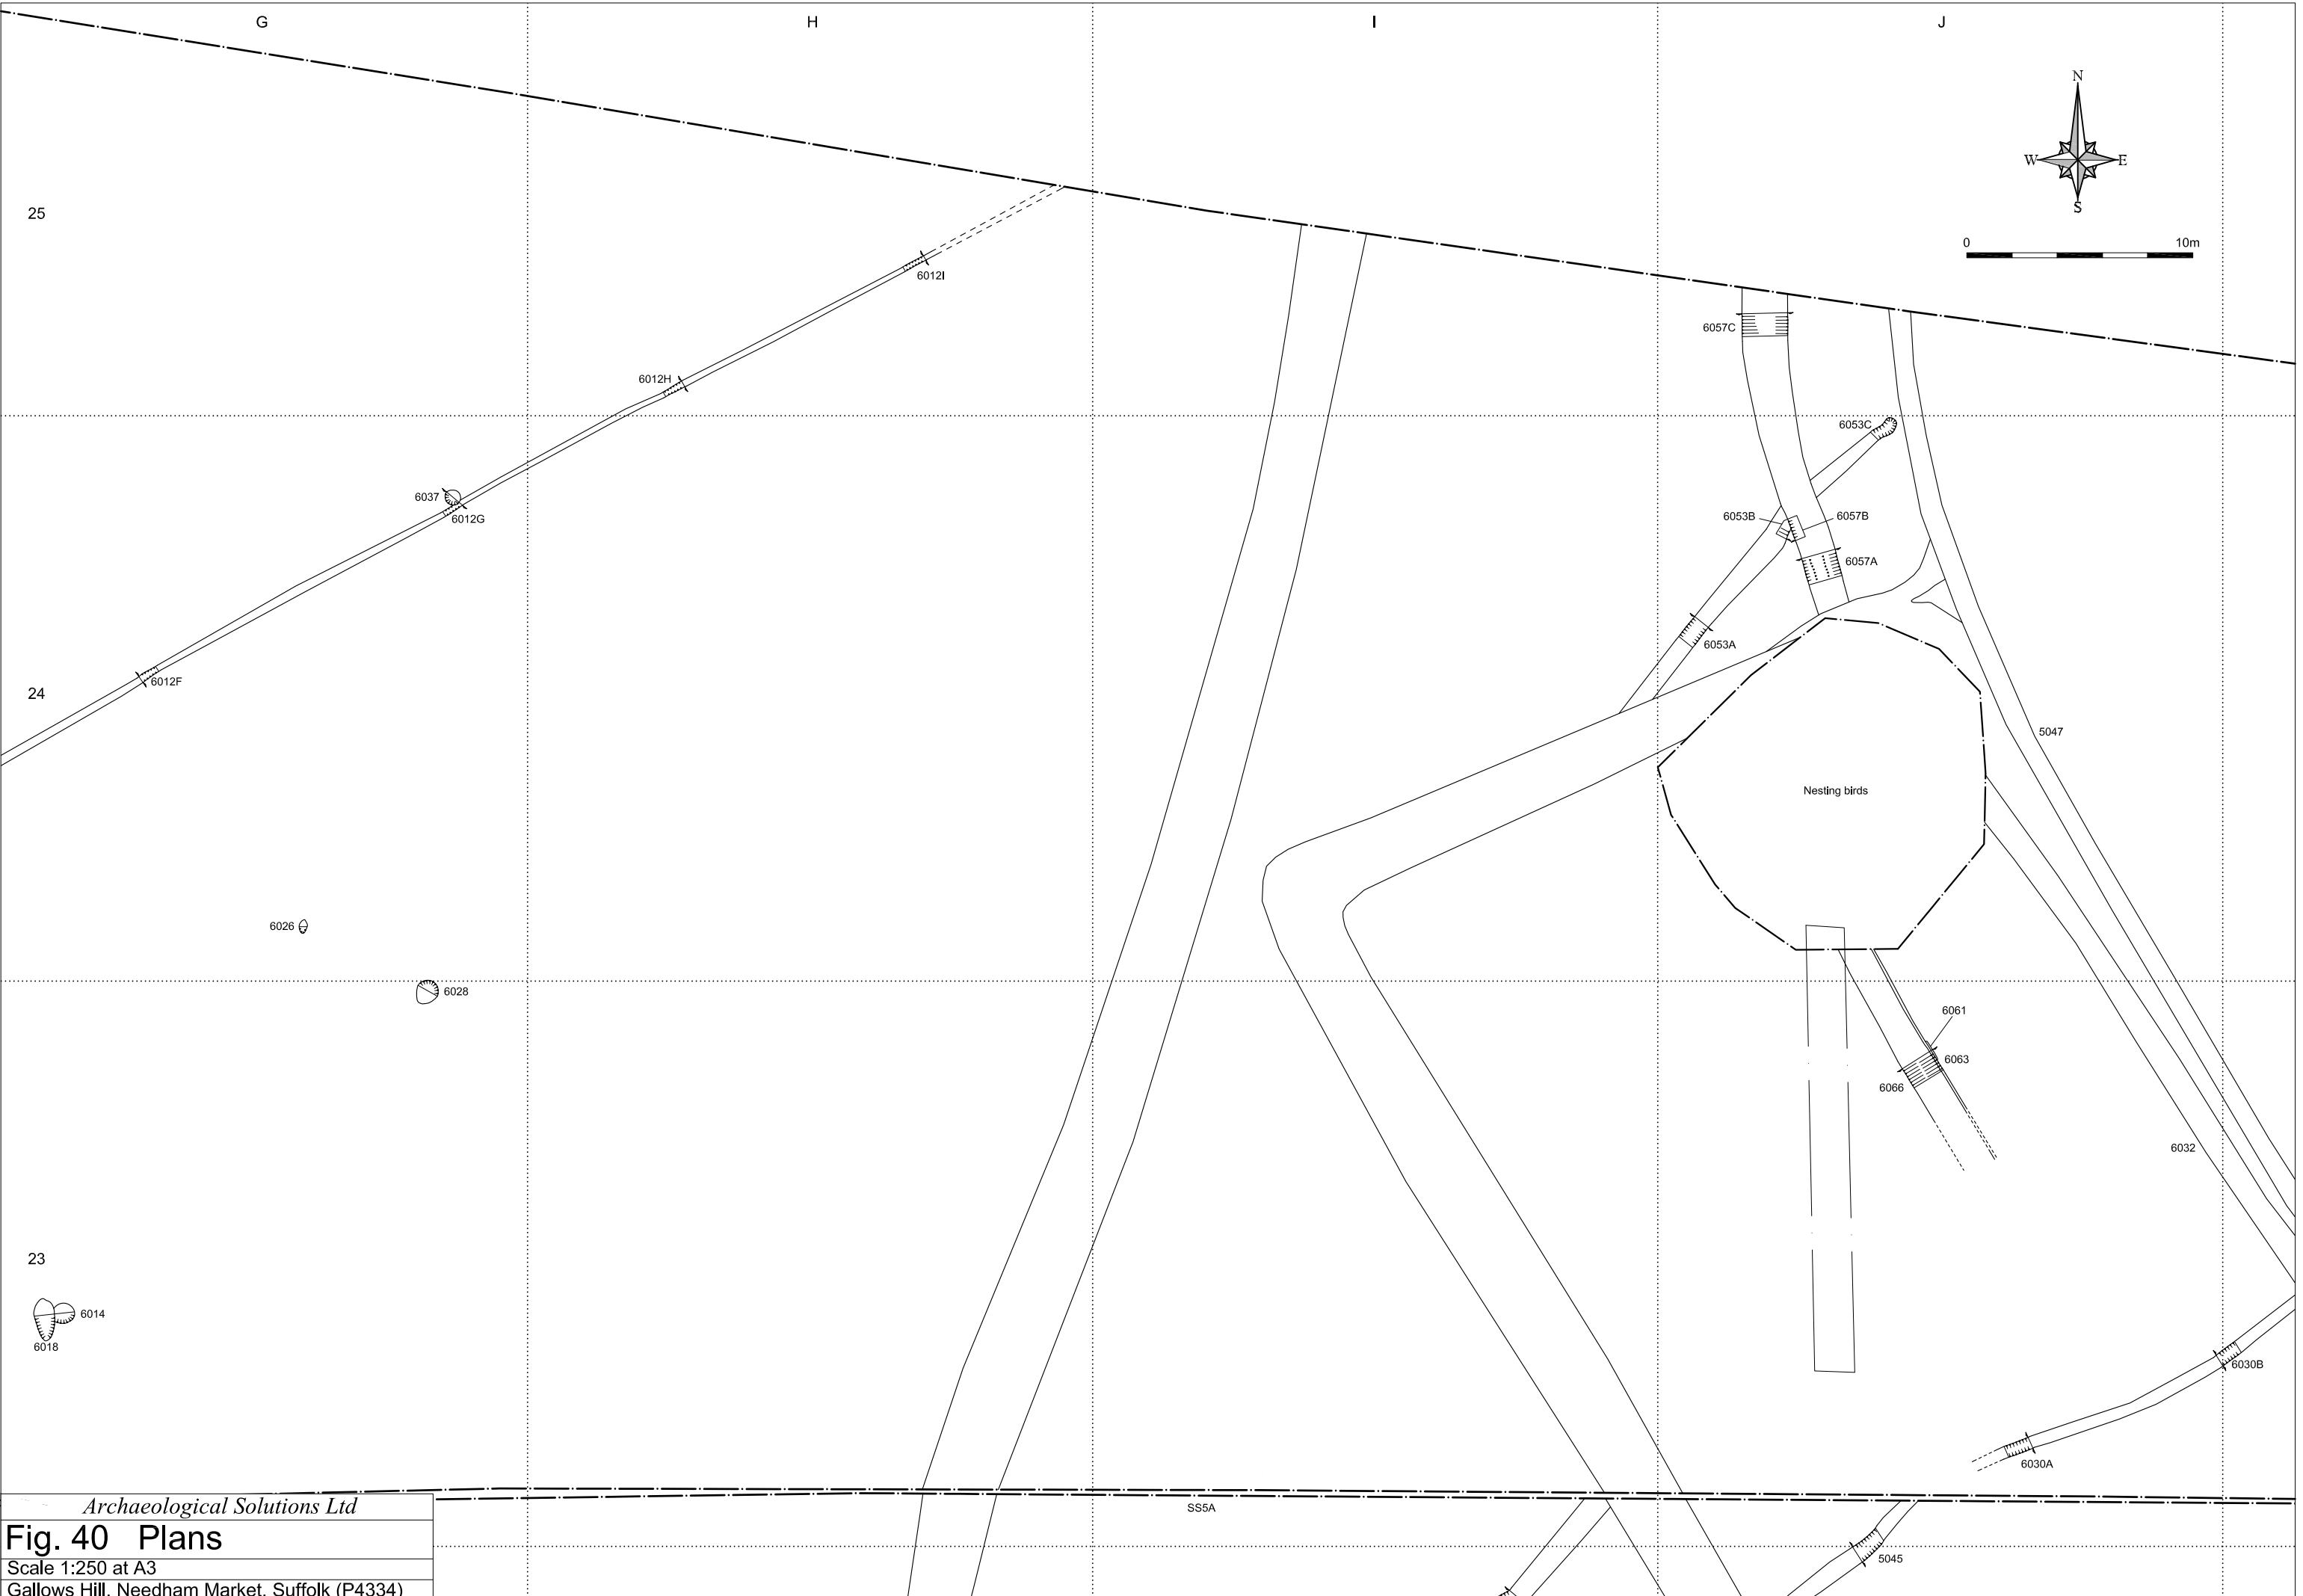 G H I J
N
W E
S
25
0 10m
6012I
6057C
6012H
6053C
6037
6012G
6053B 6057B
6057A
6053A
24
6012F
5047
Nesting birds
6026
6028
6061
6063
6066
6032
23
6014
6018
6030B
6030A
SS5A
5045
Archaeological Solutions Ltd
Fig. 40 Plans
Scale 1:250 at A3
Gallows Hill, Needham Market, Suffolk (P4334)